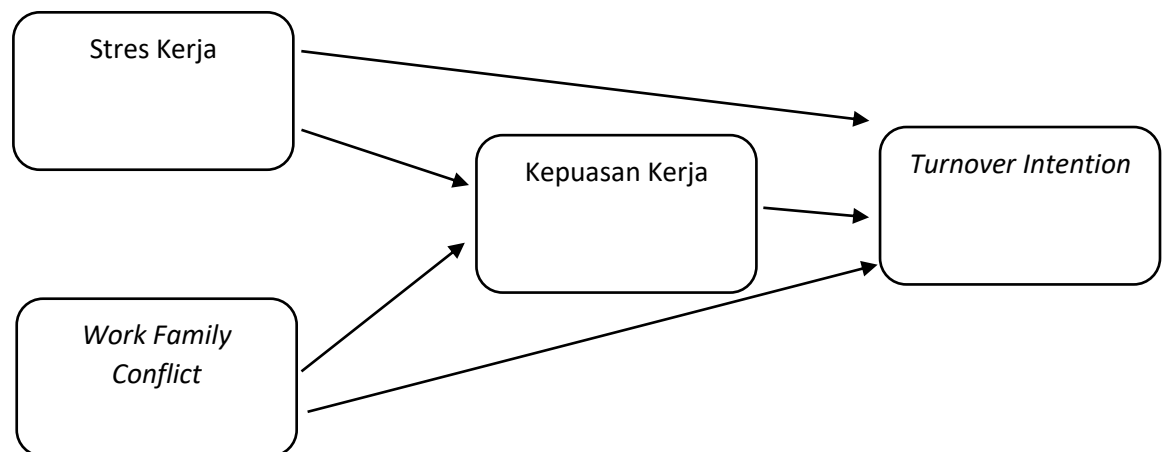 Stres Kerja
Kepuasan Kerja
Turnover Intention
Work Family
Conflict